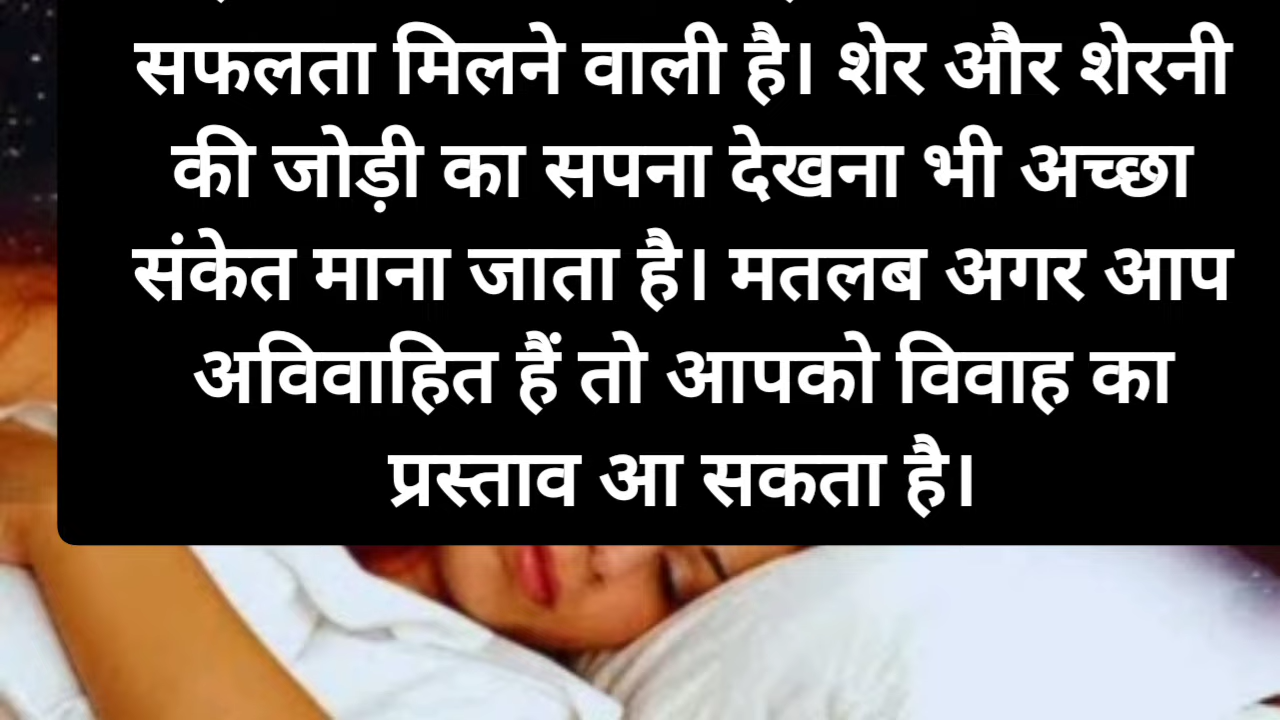 सफलता मिलने वाली है। शेर और शेरनी
की जोड़ी का सपना देखना भी अच्छा
संकेत माना जाता है। मतलब अगर आप
अविवाहित हैं तो आपको विवाह का
प्रस्ताव आ सकता है।